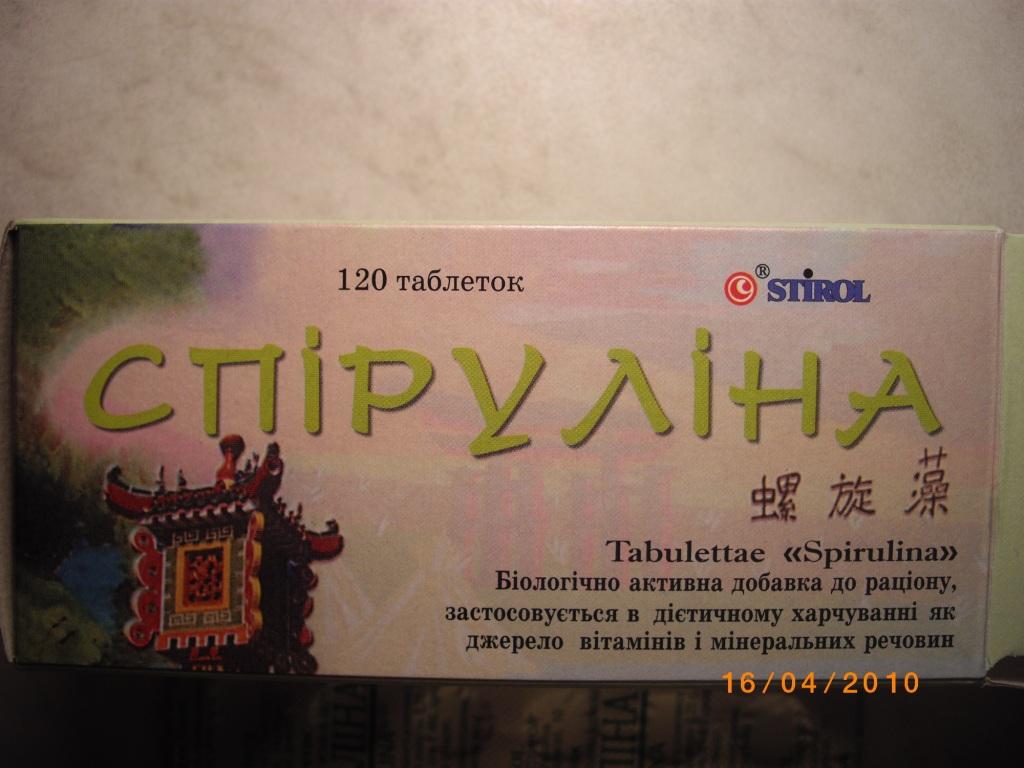 120 таблеток
® STIROL
СПІРУЛІНА
螺旋藻
Tabulettae «Spirulina»
Біологічно активна добавка до раціону,
застосовується в дієтичному харчуванні як
джерело вітамінів і мінеральних речовин
16/04/2010